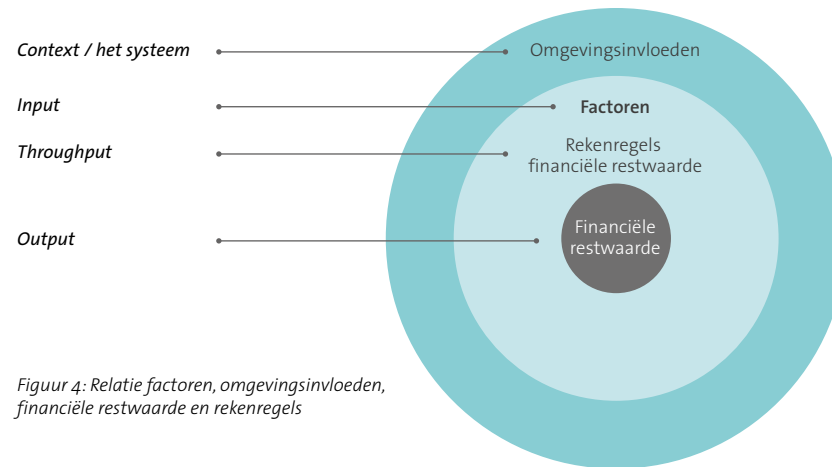 Context / het systeem
Omgevingsinvloeden
Input
Factoren
Throughput
Rekenregels
financiële restwaarde
Output
Financiële
restwaarde
Figuur 4: Relatie factoren, omgevingsinvloeden,
financiële restwaarde en rekenregels